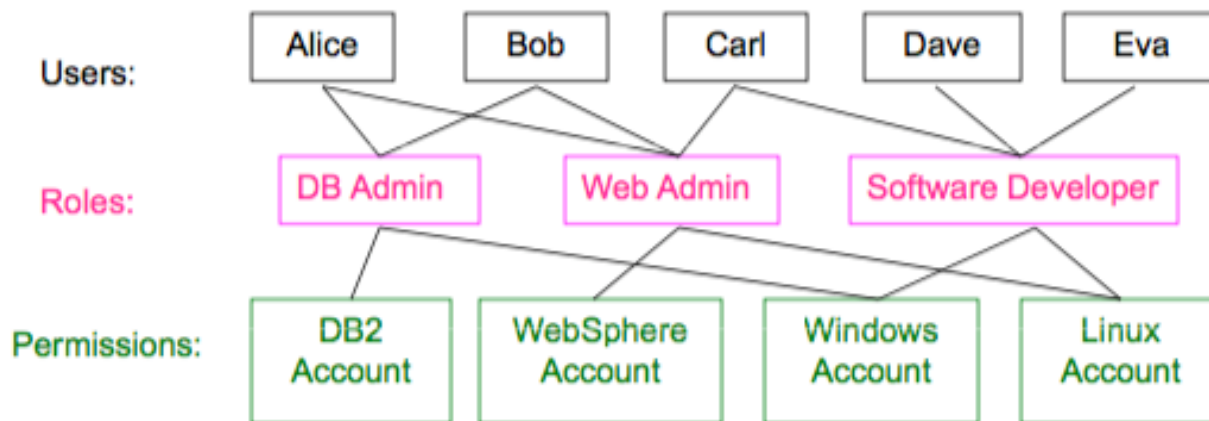 Users:
Alice
Bob
Carl
Dave
Eva
Roles:
DB Admin
Web Admin
Software Developer
Permissions:
DB2
Account
WebSphere
Account
Windows
Account
Linux
Account